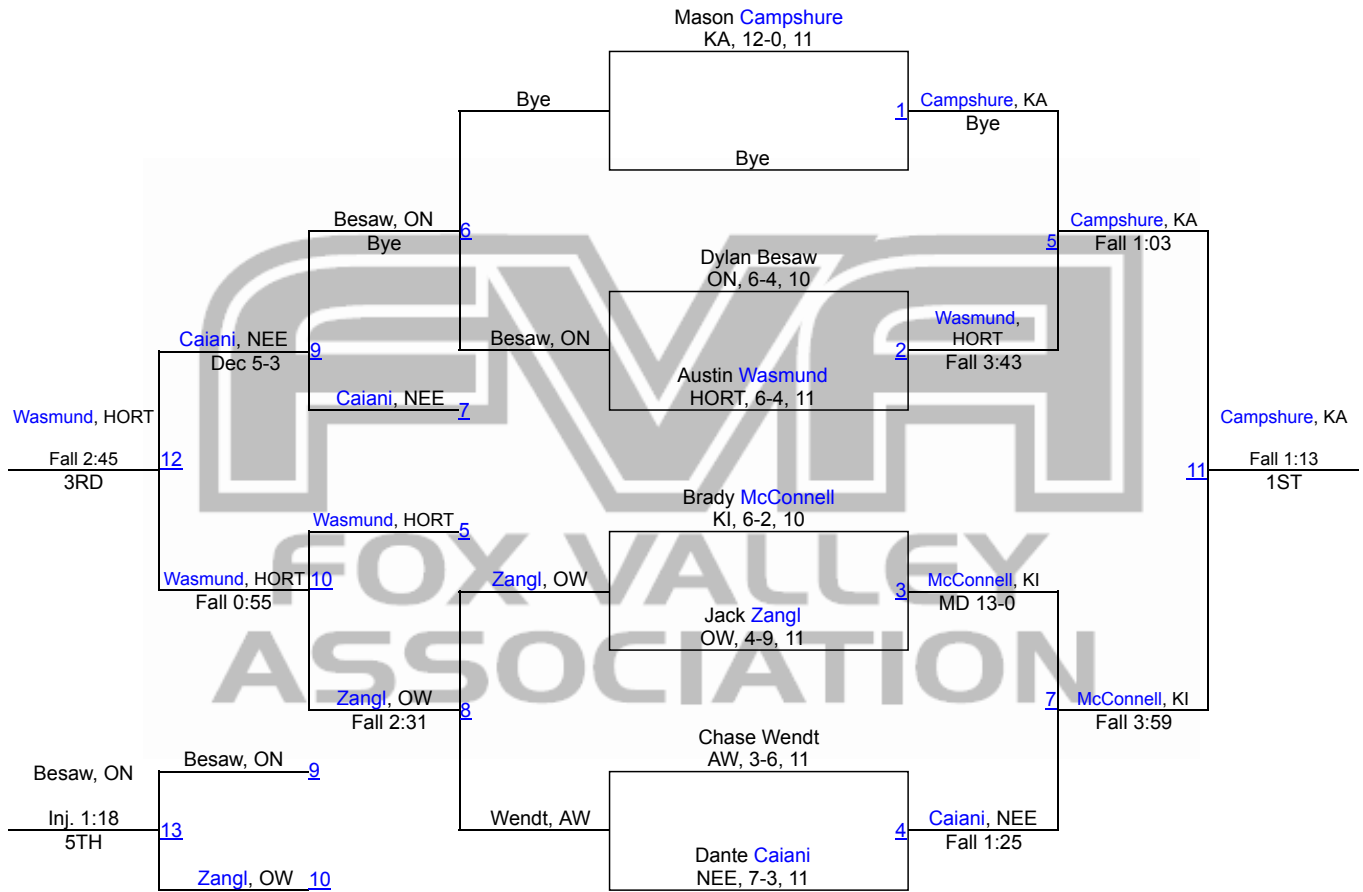 Mason Campshure
KA, 12-0, 11
Bye
1
Campshure, KA
Bye
Bye
Besaw, ON
Bye
6
Campshure, KA
Fall 1:03
5
Dylan Besaw
ON, 6-4, 10
Caiani, NEE
Dec 5-3
9
Besaw, ON
2
Wasmund,
HORT
Fall 3:43
Austin Wasmund
HORT, 6-4, 11
Caiani, NEE
7
Wasmund, HORT
Fall 2:45
3RD
12
Campshure, KA
Fall 1:13
1ST
11
Brady McConnell
KI, 6-2, 10
Wasmund, HORT
5
FOX VALLEY
ASSOCIATION
Wasmund, HORT
Fall 0:55
10
Zangl, OW
3
McConnell, KI
MD 13-0
Jack Zangl
OW, 4-9, 11
Zangl, OW
Fall 2:31
8
7
McConnell, KI
Fall 3:59
Chase Wendt
AW, 3-6, 11
Besaw, ON
Besaw, ON
9
Inj. 1:18
5TH
13
Wendt, AW
4
Caiani, NEE
Fall 1:25
Dante Caiani
NEE, 7-3, 11
Zangl, OW
10
FVA